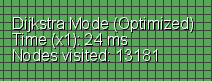 Dijkstra Mode (Optimized)
Time (x1): 24 ms
Nodes visited: 13181